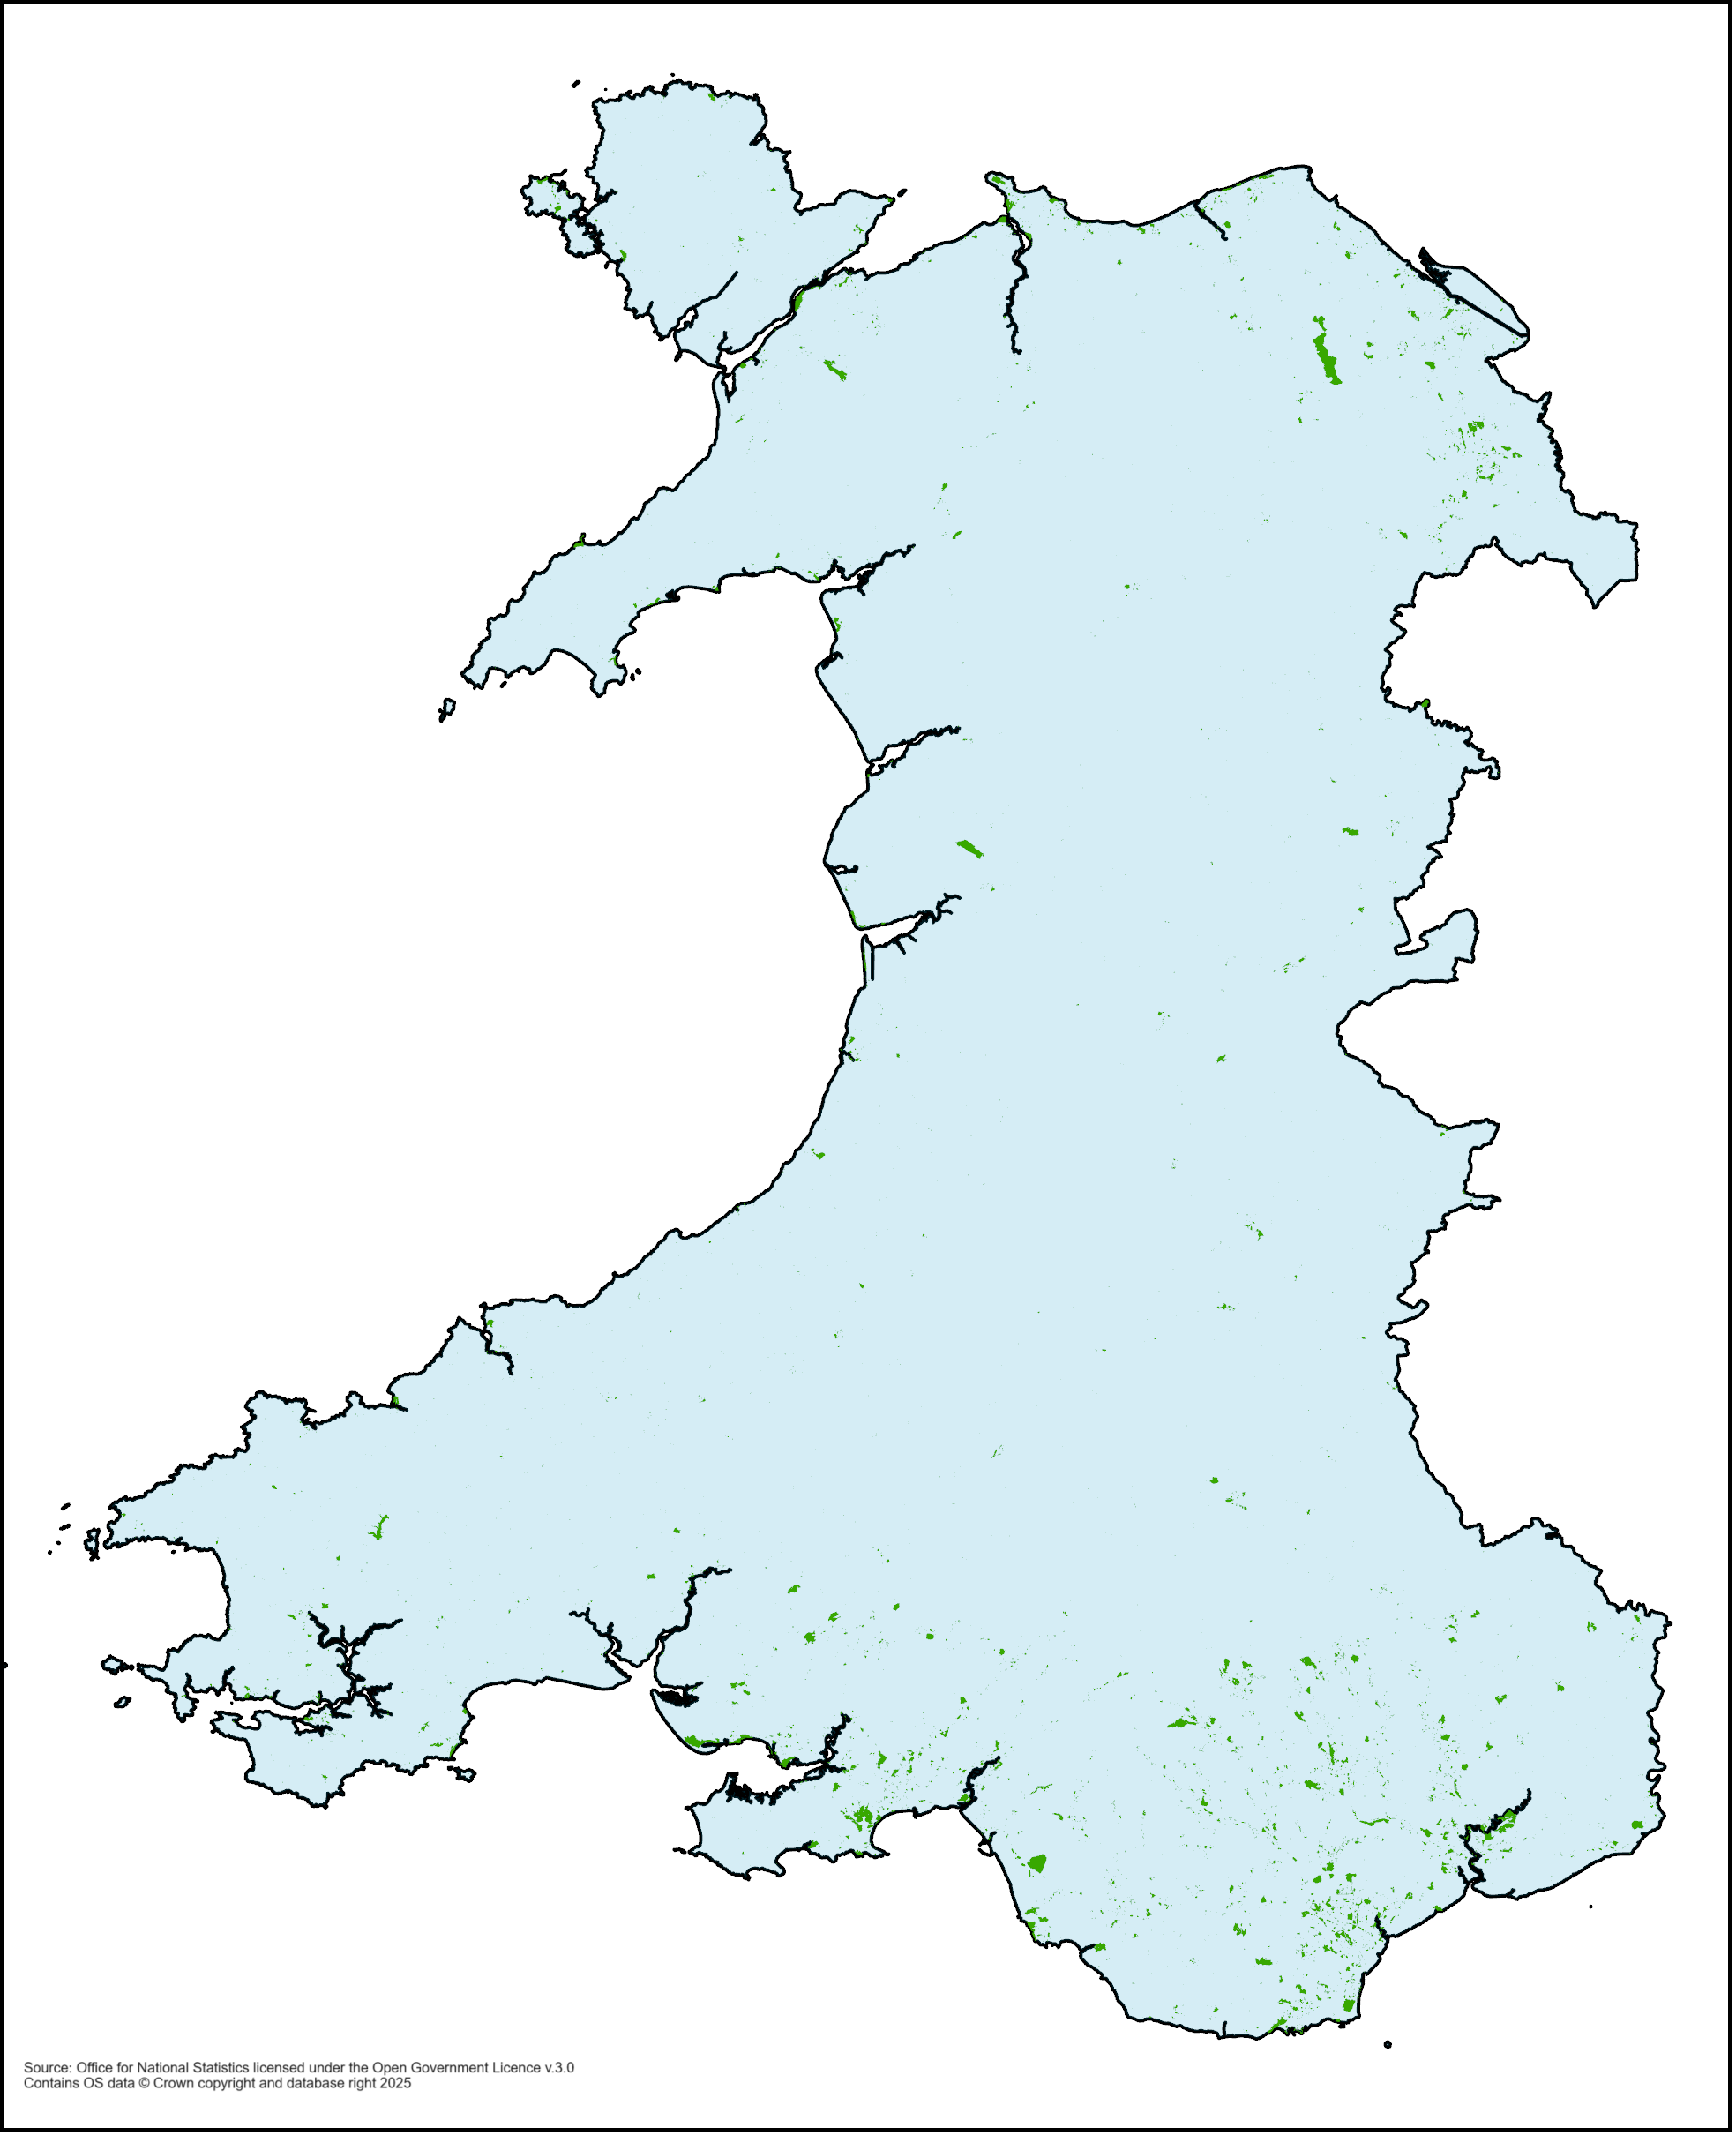 Source: Office for National Statistics licensed under the Open Government Licence v.3.0
Contains OS data © Crown copyright and database right 2025